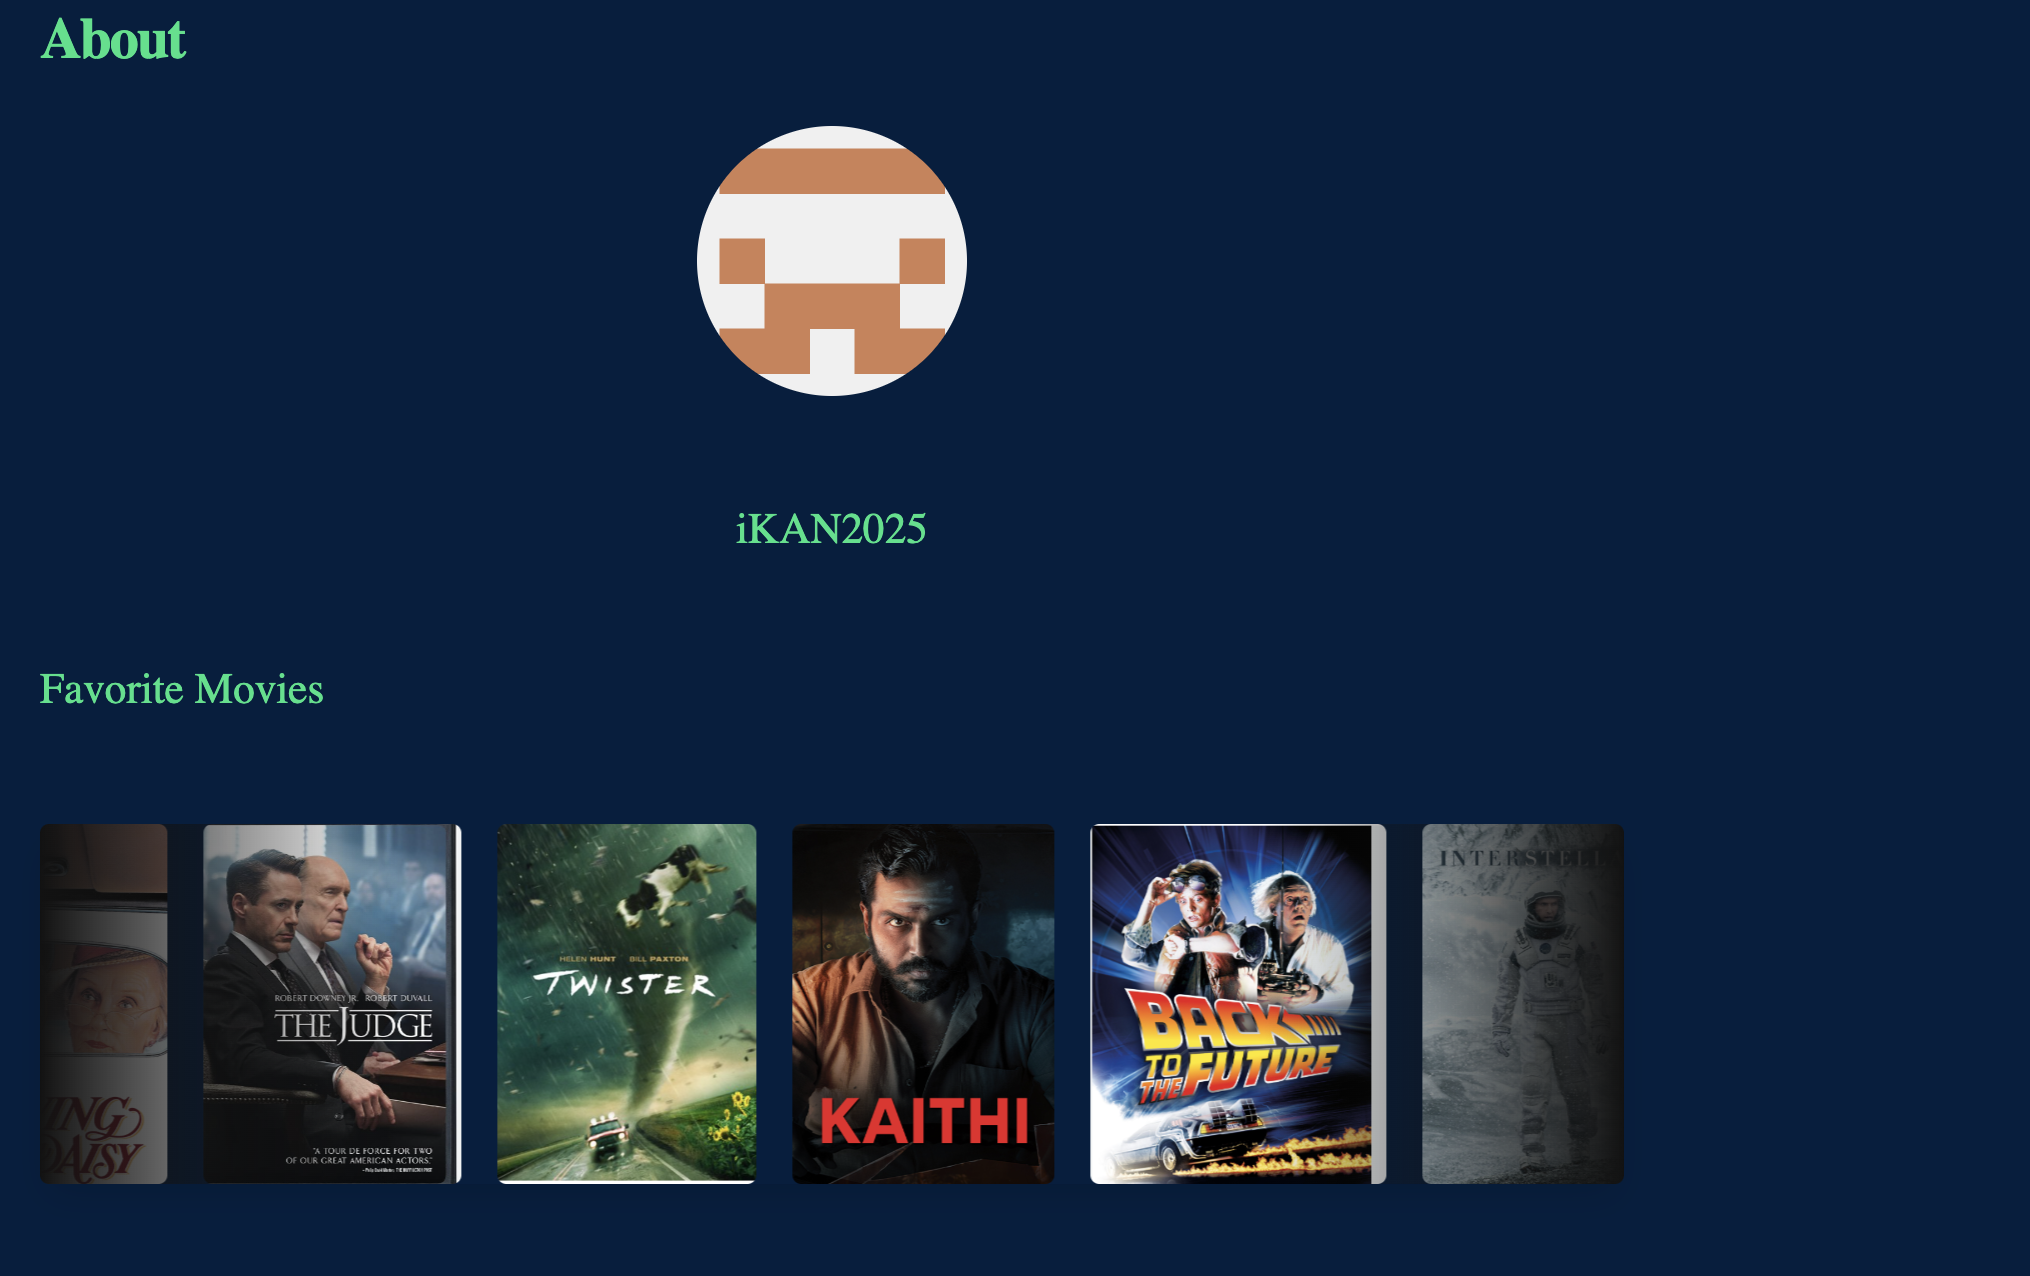 About
iKAN2025
Favorite Movies
ING
DAISY
ROBERT DOWNEY JR. ROBERT DUVALL
THE JUDGE
"A TOUR DE FORCE FOR TWO
OF OUR GREAT AMERICAN ACTORS."
HELEN HUNT BILL PAXTON
TWISTER
KAITHI
BACK
TO
THE FUTURE
INTERSTELL